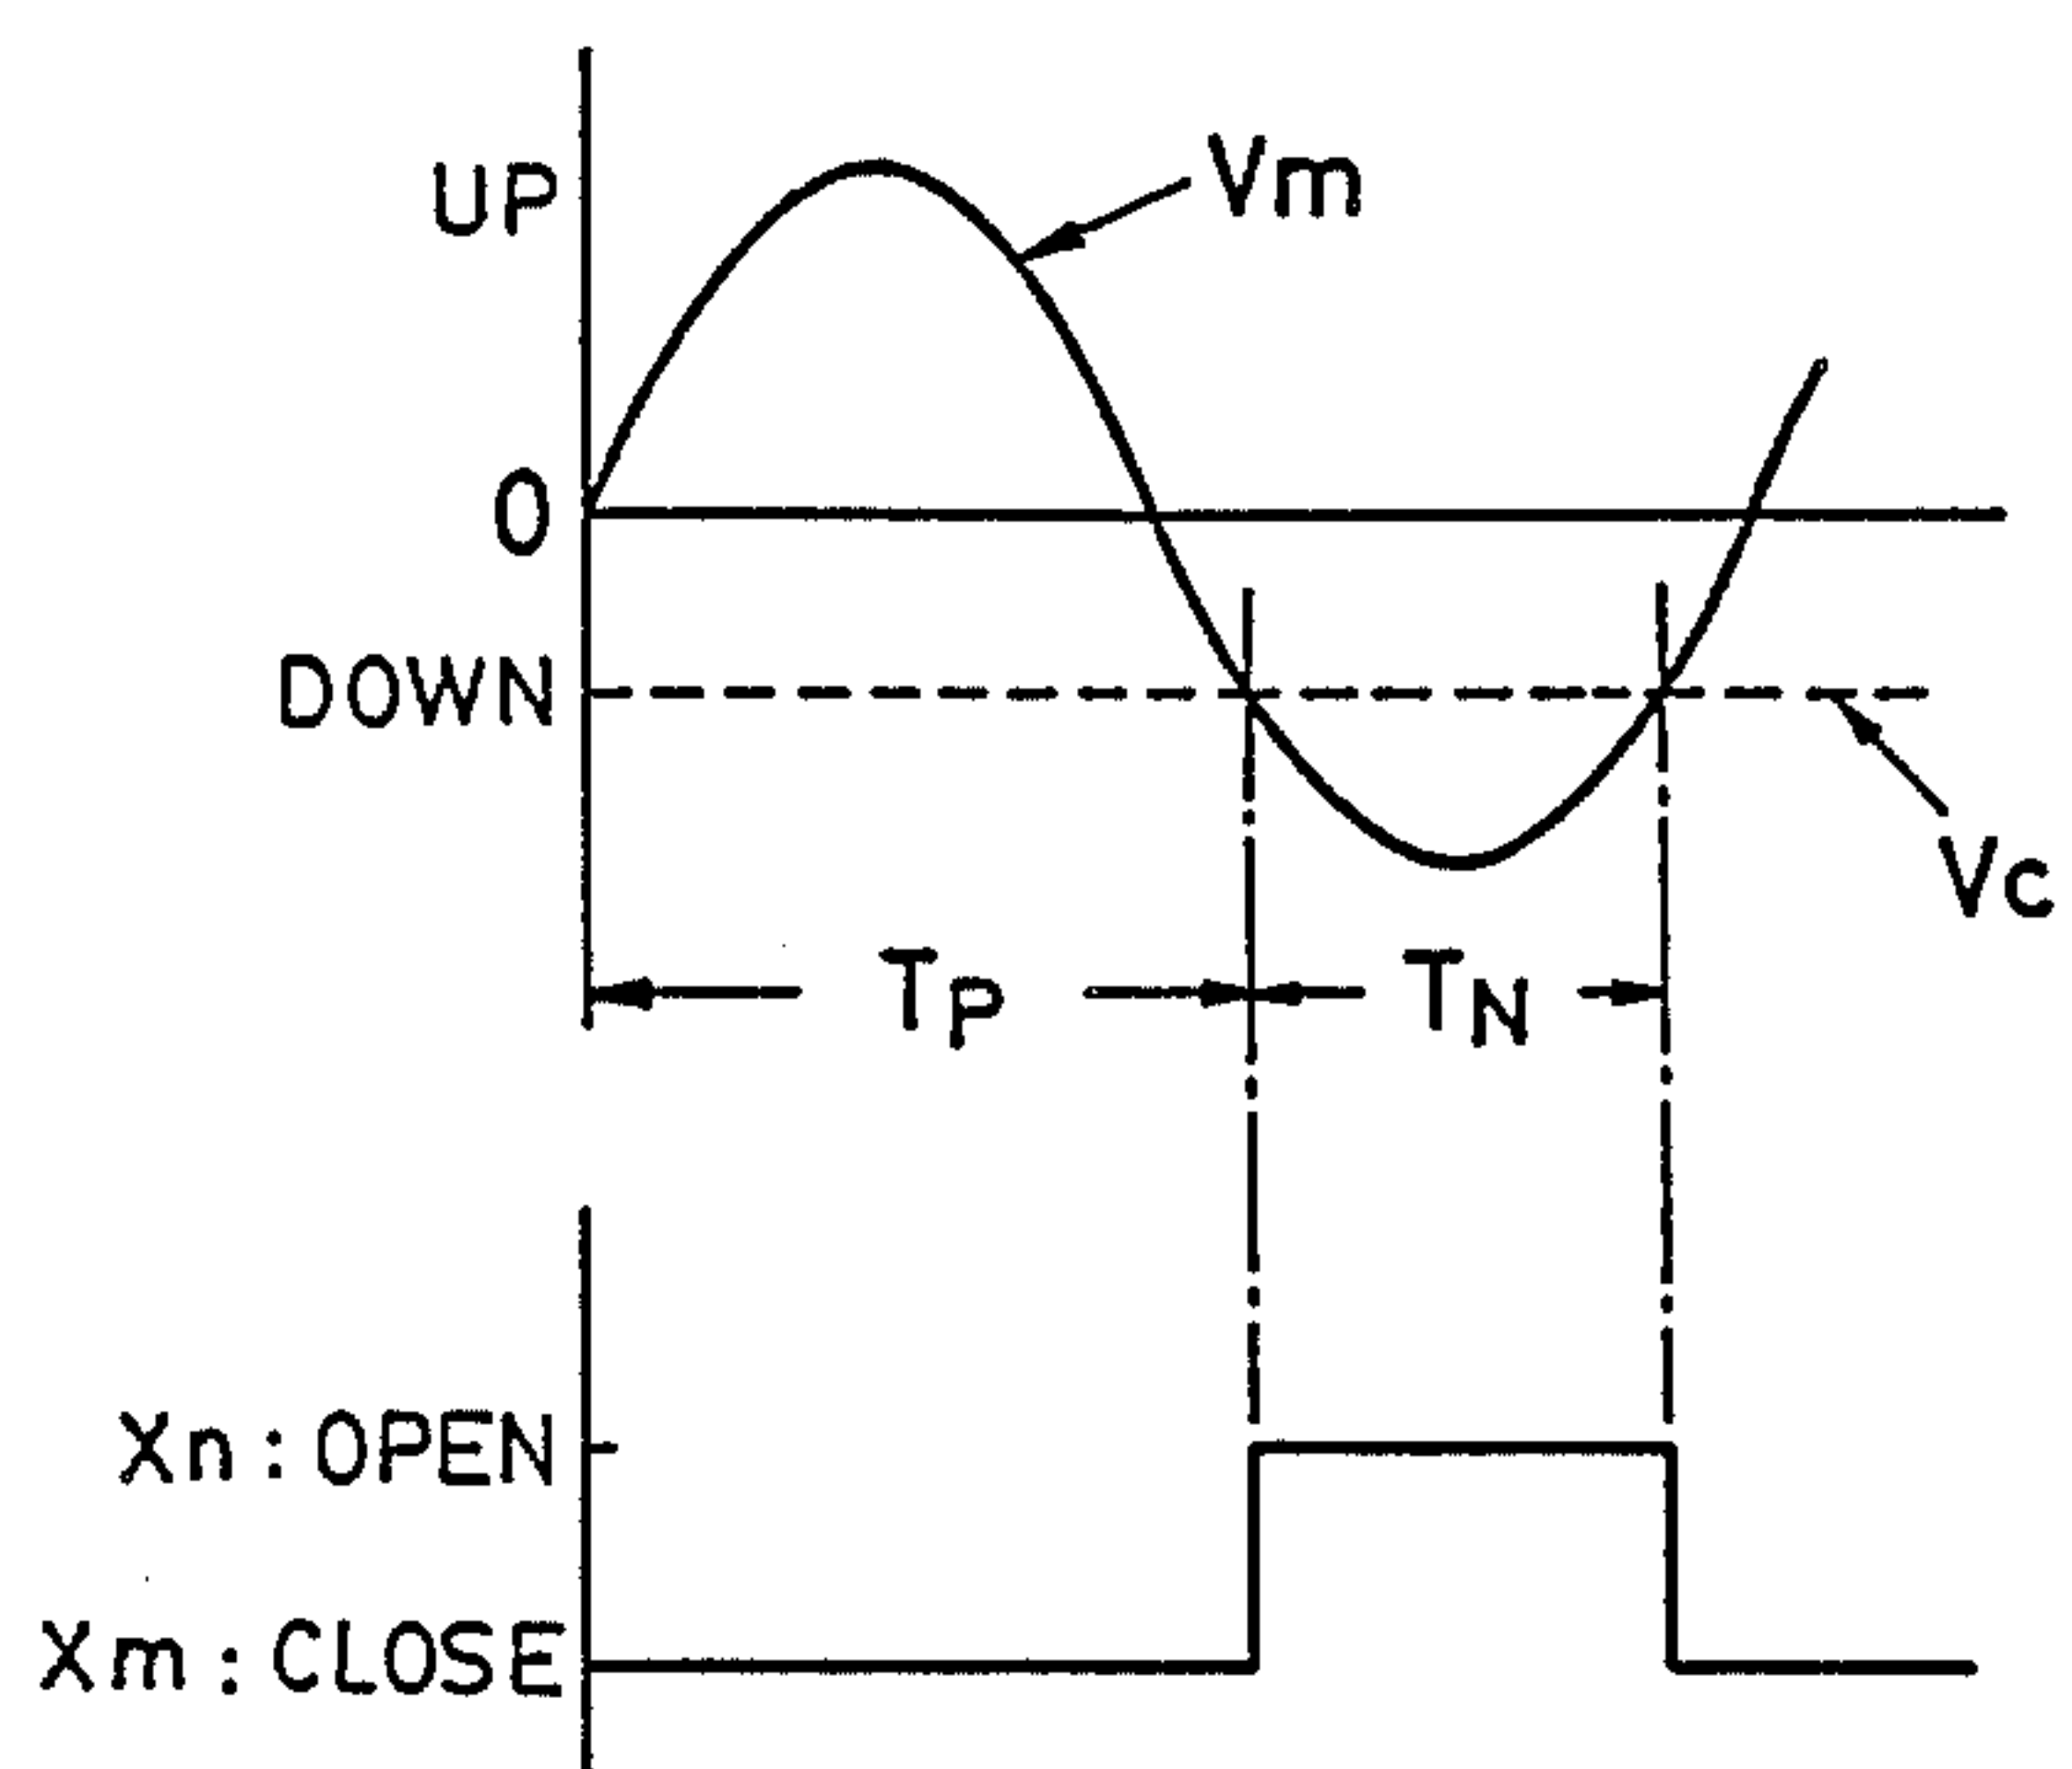 UP
Vm
0
DOWN
Vc
TP
TN
Xn:OPEN
Xm:CLOSE